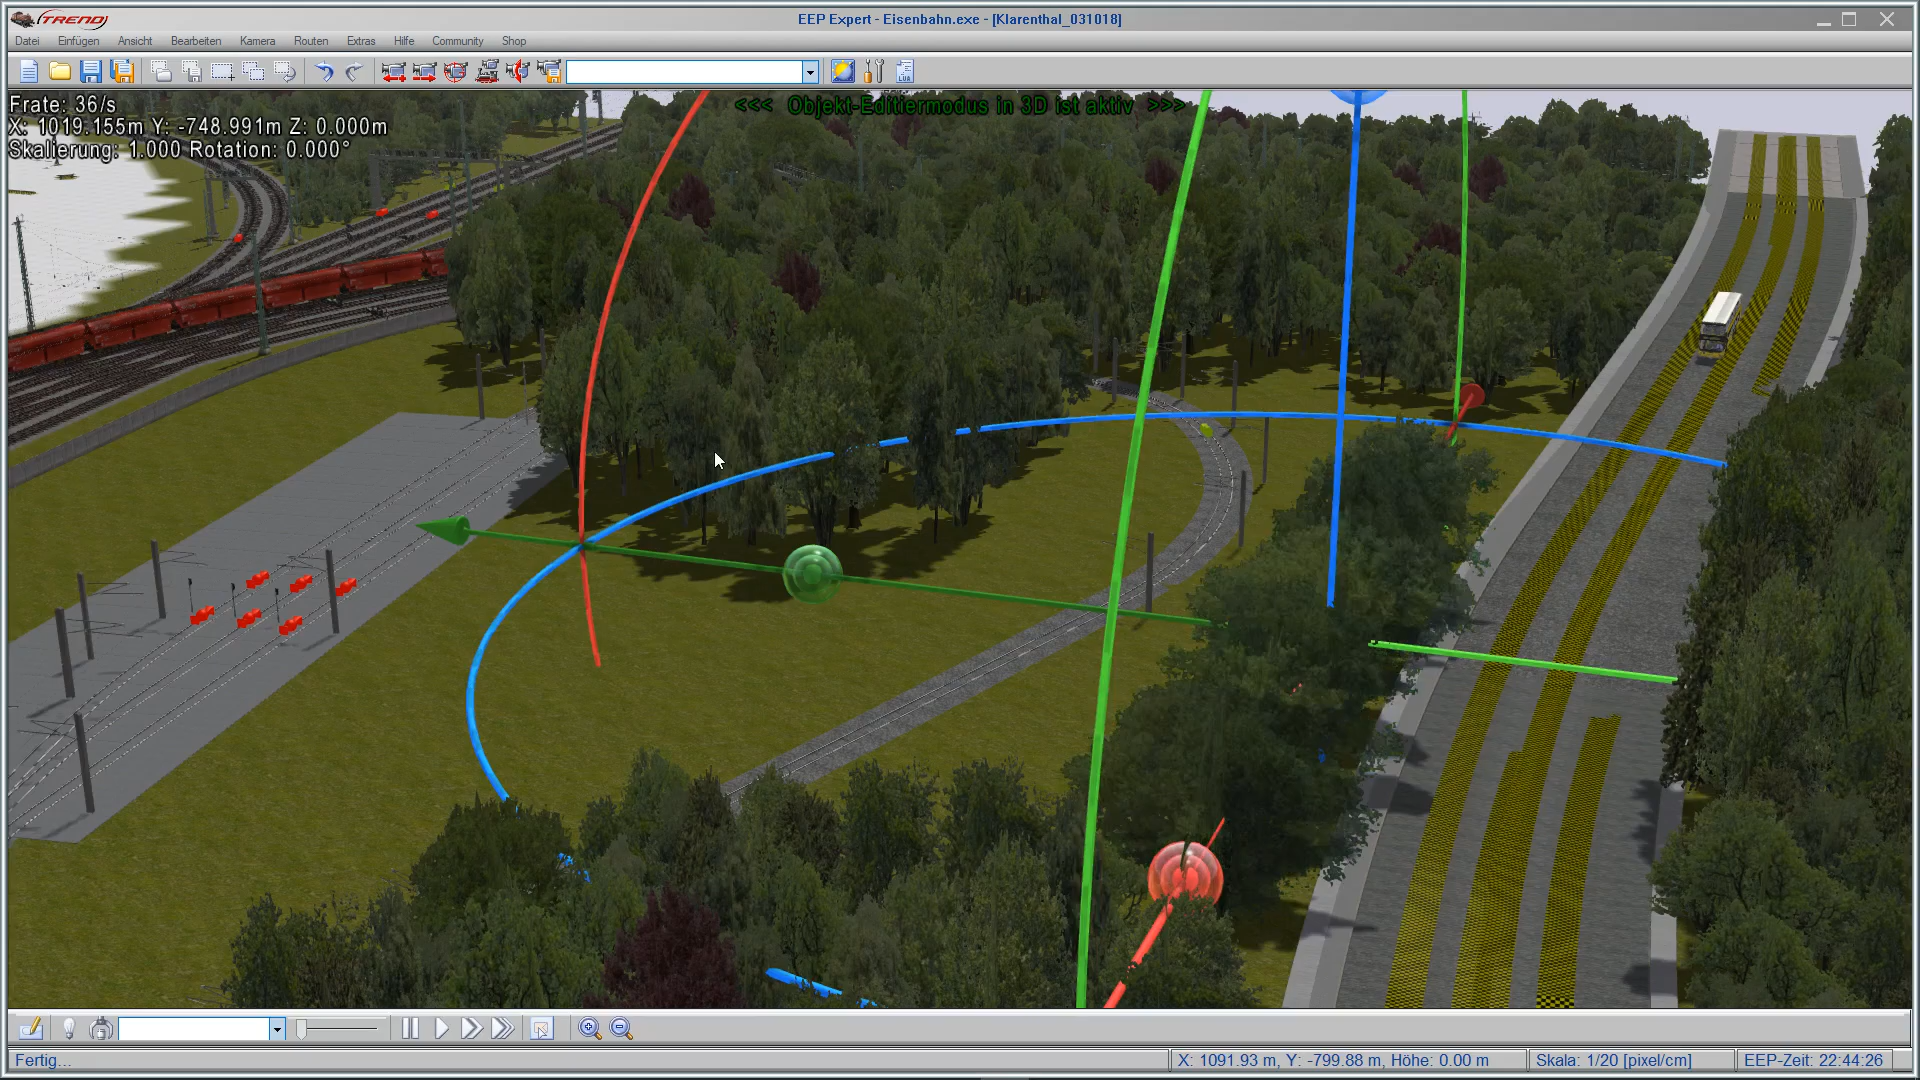 TREND
EEP Expert - Eisenbahn.exe - [Klarenthal_031018]
Datei Einfügen Ansicht Bearbeiten Kamera Routen Extras Hilfe Community Shop
LUA
Frate: 36/s
<<< Objekt-Editiermodus in 3D ist aktiv >>>
X: 1019.155m Y: -748.991m Z: 0.000m
Skalierung: 1.000 Rotation: 0.000°
Fertig...
X: 1091.93 m, Y: -799.88 m, Höhe: 0.00 m
Skala: 1/20 [pixel/cm]
EEP-Zeit: 22:44:26